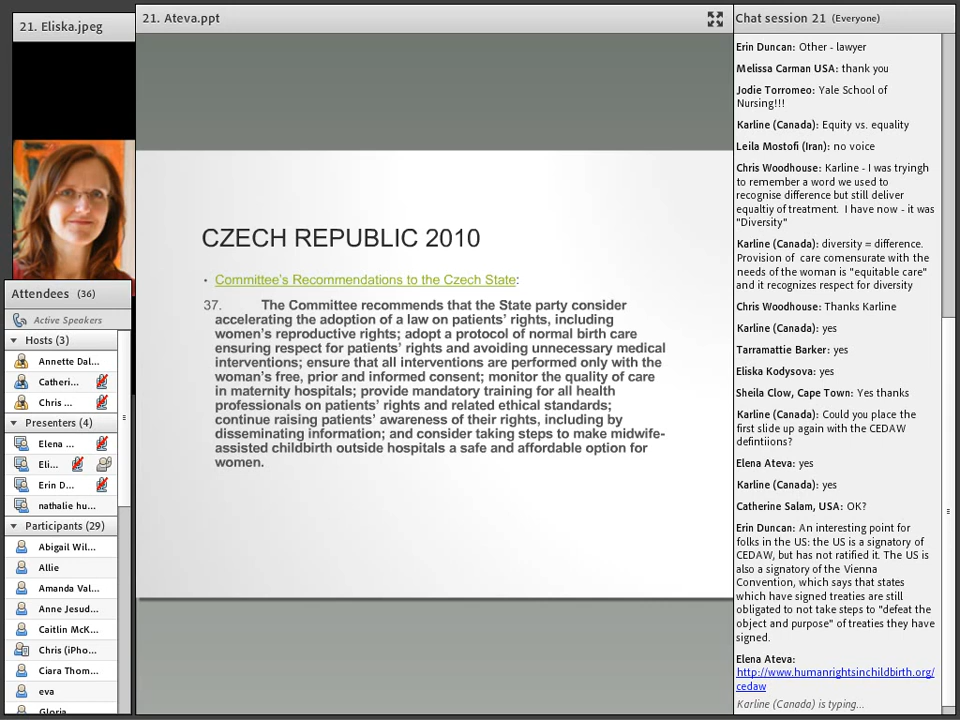 21. Eliska.jpeg
Attendees (36)
Active Speakers
Hosts (3)
Annette Dal...
Catheri...
Chris ...
Presenters (4)
Elena ...
Eli...
Erin D...
nathalie hu...
Participants (29)
Abigail Wil...
Allie
Amanda Val...
Anne Jesud...
Caitlin McK...
Chris (iPho...
Ciara Thom...
eva
Gloria
21. Ateva.ppt
CZECH REPUBLIC 2010
• Committee's Recommendations to the Czech State:
37. The Committee recommends that the State party consider
accelerating the adoption of a law on patients' rights, including
women's reproductive rights; adopt a protocol of normal birth care
ensuring respect for patients' rights and avoiding unnecessary medical
interventions; ensure that all interventions are performed only with the
woman's free, prior and informed consent; monitor the quality of care
in maternity hospitals; provide mandatory training for all health
professionals on patients' rights and related ethical standards;
continue raising patients' awareness of their rights, including by
disseminating information; and consider taking steps to make midwife-
assisted childbirth outside hospitals a safe and affordable option for
women.
Chat session 21 (Everyone)
Erin Duncan: Other - lawyer
Melissa Carman USA: thank you
Jodie Torromeo: Yale School of
Nursing!!!
Karline (Canada): Equity vs. equality
Leila Mostofi (Iran): no voice
Chris Woodhouse: Karline - I was tryingh
to remember a word we used to
recognise difference but still deliver
equaltiy of treatment. I have now - it was
"Diversity"
Karline (Canada): diversity = difference.
Provision of care comensurate with the
needs of the woman is "equitable care"
and it recognizes respect for diversity
Chris Woodhouse: Thanks Karline
Karline (Canada): yes
Tarramattie Barker: yes
Eliska Kodysova: yes
Sheila Clow, Cape Town: Yes thanks
Karline (Canada): Could you place the
first slide up again with the CEDAW
defintiions?
Elena Ateva: yes
Karline (Canada): yes
Catherine Salam, USA: OK?
Erin Duncan: An interesting point for
folks in the US: the US is a signatory of
CEDAW, but has not ratified it. The US is
also a signatory of the Vienna
Convention, which says that states
which have signed treaties are still
obligated to not take steps to "defeat the
object and purpose" of treaties they have
signed.
Elena Ateva:
http://www.humanrightsinchildbirth.org/
cedaw
Karline (Canada) is typing...